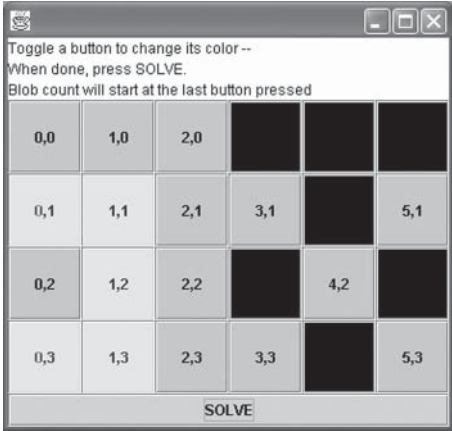 Toggle a button to change its color --
When done, press SOLVE.
Blob count will start at the last button pressed
0,0 1,0 2,0
0,1 1,1 2,1 3,1 5,1
0,2 1,2 2,2 4,2
0,3 1,3 2,3 3,3 5,3
SOLVE